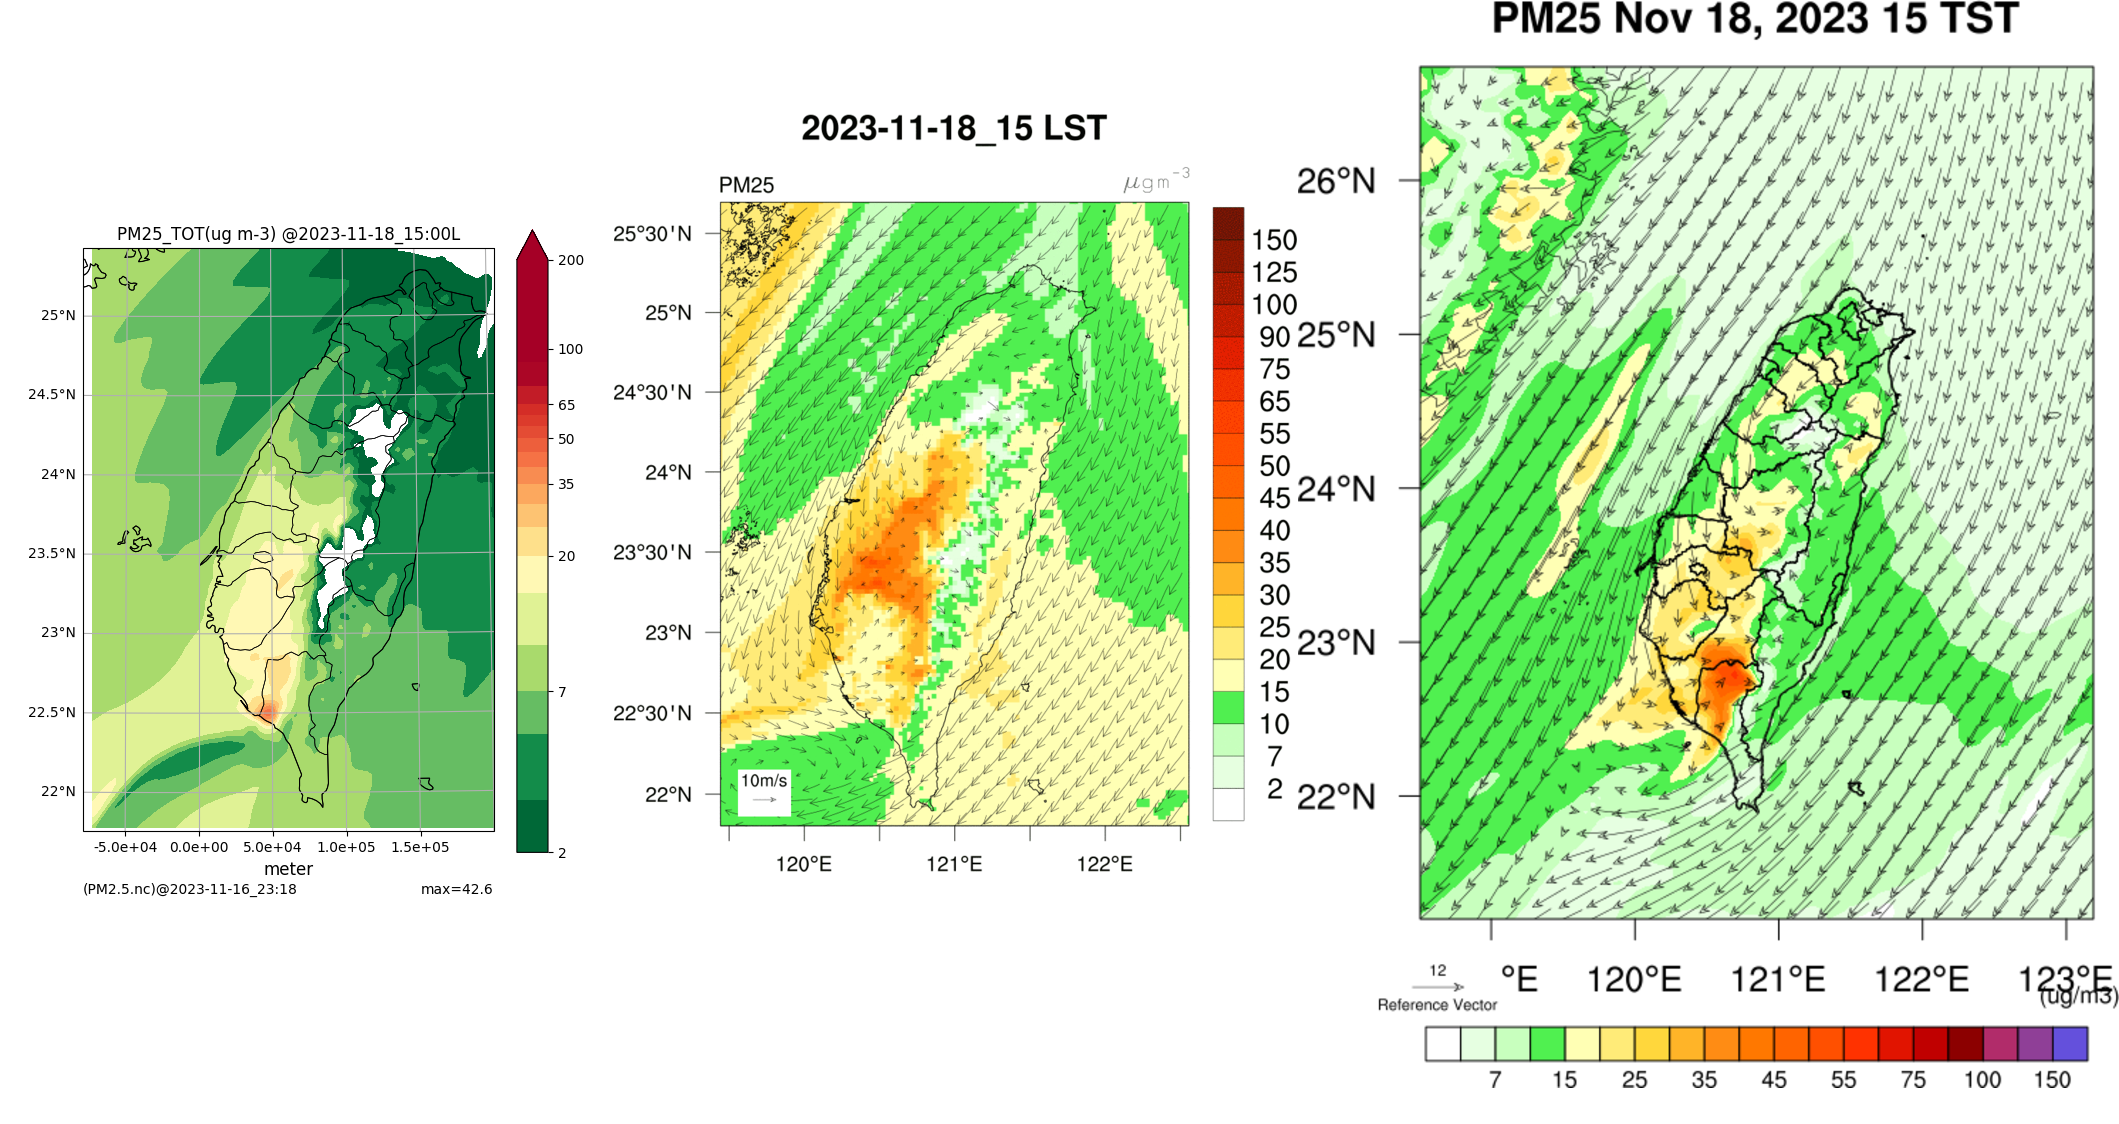 PM25_TOT(ug m-3) @2023-11-18_15:00L
25°N
24.5°N
24°N
23.5°N
23°N
22.5°N
22°N
-5.0e+04 0.0e+00 5.0e+04 1.0e+05 1.5e+05
meter
(PM2.5.nc)@2023-11-16_23:18 max=42.6
200
100
65
50
35
20
7
2
2023-11-18_15 LST
PM25 μgm⁻³
25°30'N
25°N
24°30'N
24°N
23°30'N
23°N
22°30'N
22°N
10m/s
120°E 121°E 122°E
150
125
100
90
75
65
55
50
45
40
35
30
25
20
15
10
7
2
PM25 Nov 18, 2023 15 TST
26°N
25°N
24°N
23°N
22°N
°E 120°E 121°E 122°E 123°E
12
Reference Vector
(ug/m3)
7 15 25 35 45 55 75 100 150